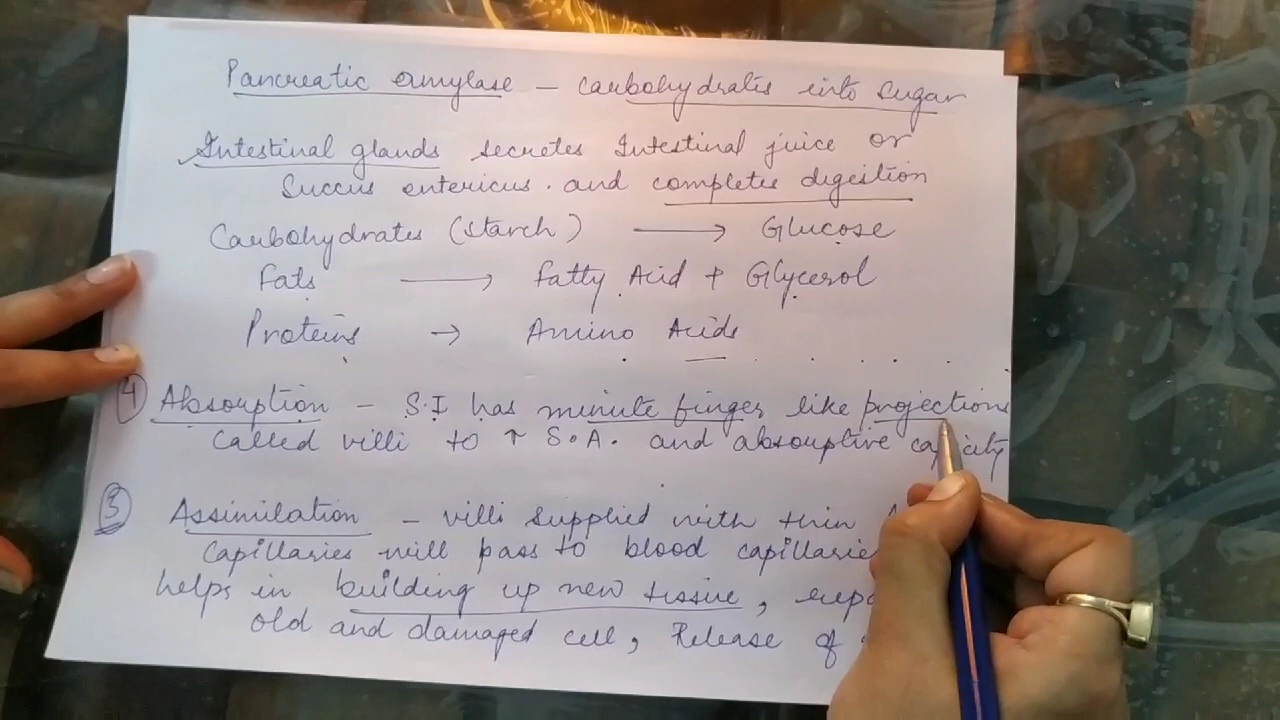 Pancreatic amylase – carbohydrates into Sugar
Intestinal glands secretes Intestinal juice or
Succus entericus. and completes digestion
Carbohydrates (starch) ⟶ Glucose
Fats ⟶ Fatty Acid + Glycerol
Proteins → Amino Acids
④ Absorption – S.I has minute finger like projections
called villi to ↑ S.A. and absorptive capacity
Assimilation – villi supplied with thin
Capillaries will pass to blood capillaries
helps in building up new tissue,
old and damaged cell, Release of